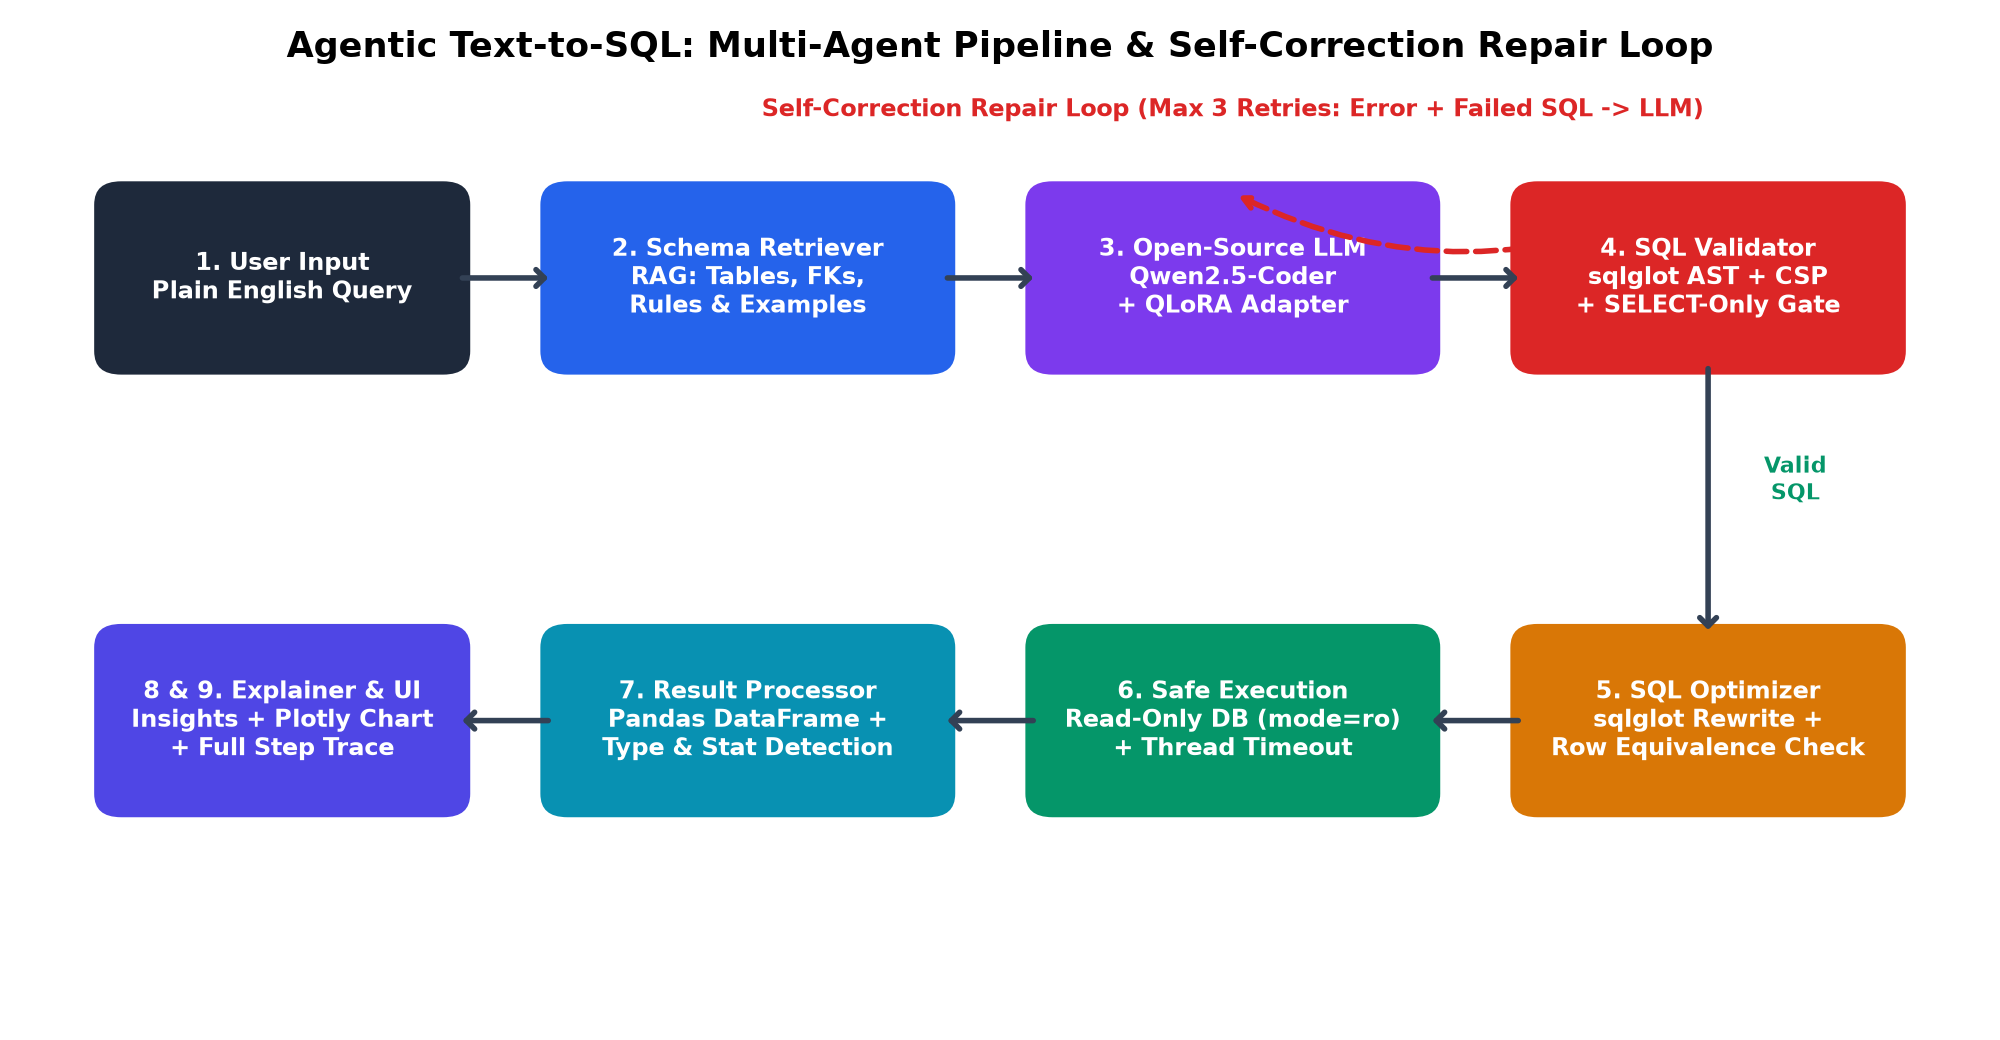 Agentic Text-to-SQL: Multi-Agent Pipeline & Self-Correction Repair Loop
Self-Correction Repair Loop (Max 3 Retries: Error + Failed SQL -> LLM)
1. User Input
Plain English Query
2. Schema Retriever
RAG: Tables, FKs,
Rules & Examples
3. Open-Source LLM
Qwen2.5-Coder
+ QLoRA Adapter
4. SQL Validator
sqlglot AST + CSP
+ SELECT-Only Gate
Valid
SQL
5. SQL Optimizer
sqlglot Rewrite +
Row Equivalence Check
6. Safe Execution
Read-Only DB (mode=ro)
+ Thread Timeout
7. Result Processor
Pandas DataFrame +
Type & Stat Detection
8 & 9. Explainer & UI
Insights + Plotly Chart
+ Full Step Trace